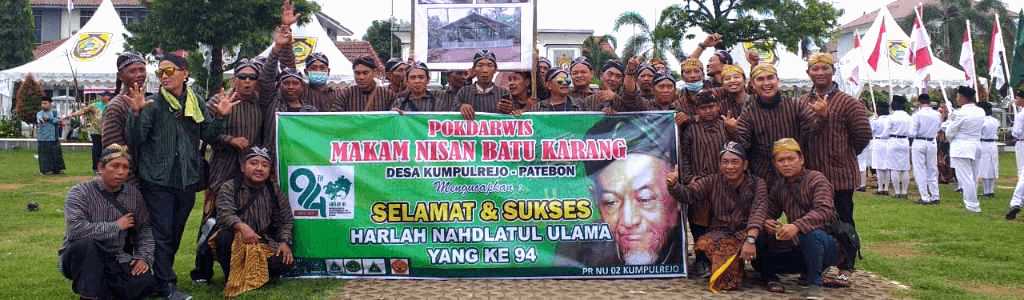 POKDARWIS
MAKAM NISAN BATU KARANG
DESA KUMPULREJO - PATEBON
Mengucapkan :
SELAMAT & SUKSES
HARLAH NAHDLATUL ULAMA
YANG KE 94
PR NU 02 KUMPULREJO
94